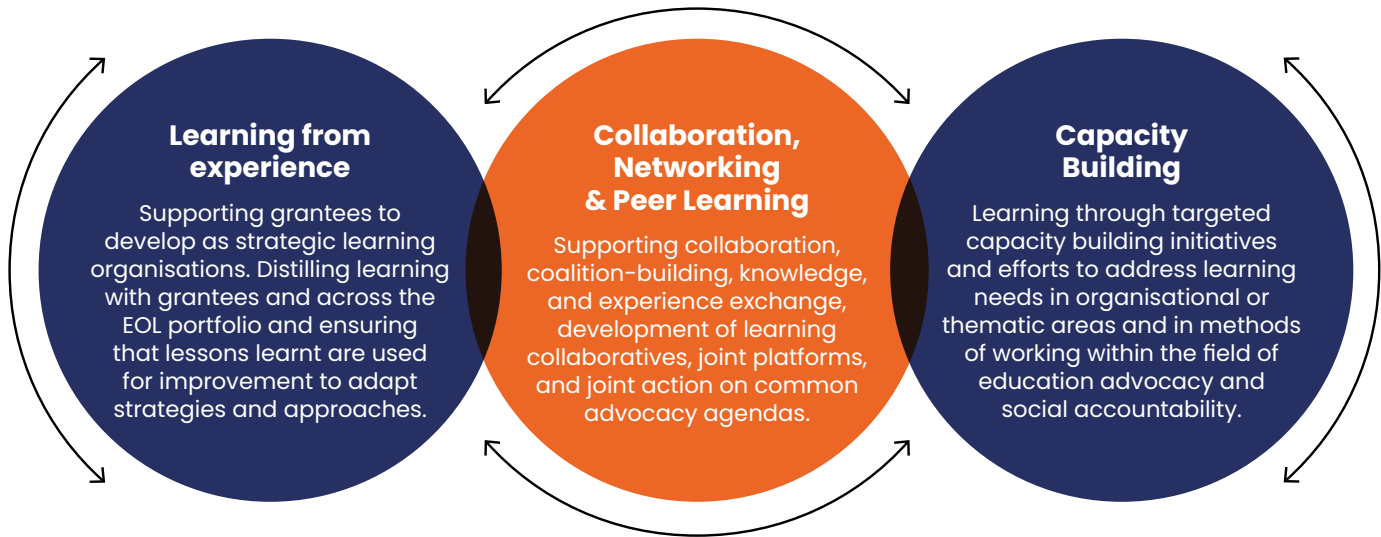 Learning from
experience
Supporting grantees to
develop as strategic learning
organisations. Distilling learning
with grantees and across the
EOL portfolio and ensuring
that lessons learnt are used
for improvement to adapt
strategies and approaches.
Collaboration,
Networking
& Peer Learning
Supporting collaboration,
coalition-building, knowledge,
and experience exchange,
development of learning
collaboratives, joint platforms,
and joint action on common
advocacy agendas.
Capacity
Building
Learning through targeted
capacity building initiatives
and efforts to address learning
needs in organisational or
thematic areas and in methods
of working within the field of
education advocacy and
social accountability.